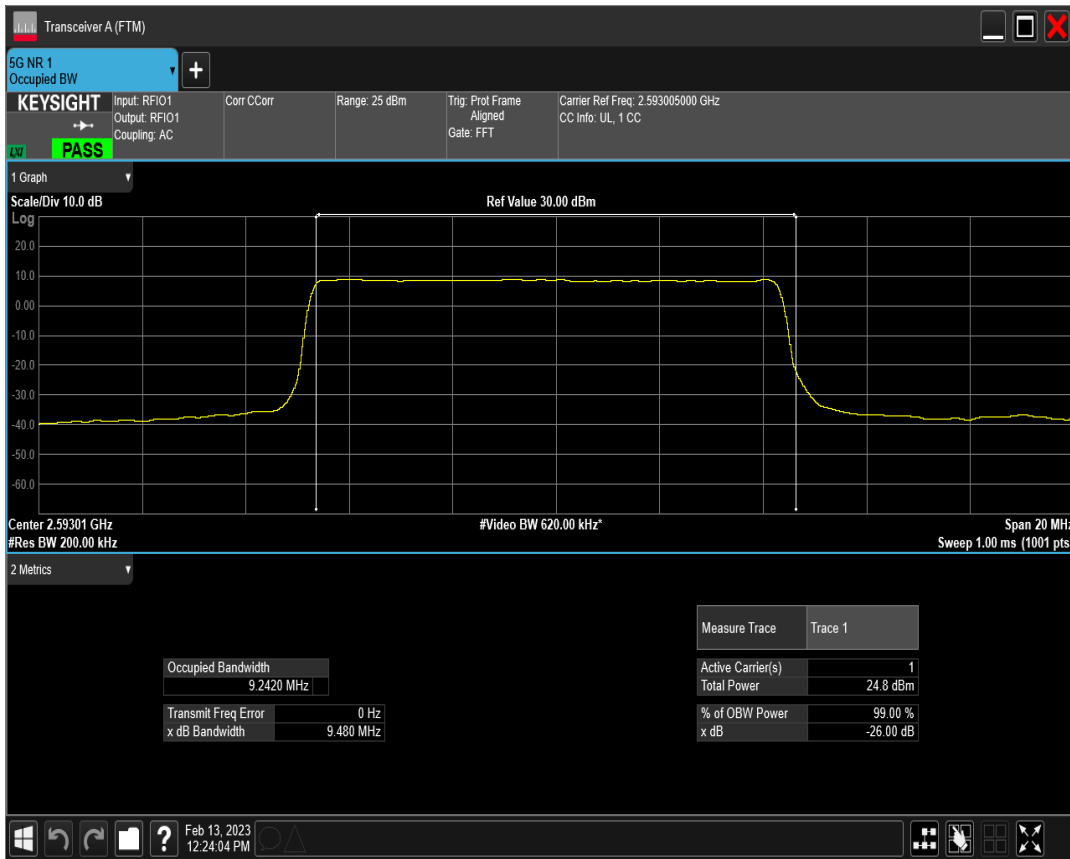 Transceiver A (FTM)
5G NR 1
Occupied BW
+
KEYSIGHT
LXI
PASS
Input: RFIO1
Output: RFIO1
Coupling: AC
Corr CCorr
Range: 25 dBm
Trig: Prot Frame
Aligned
Gate: FFT
Carrier Ref Freq: 2.593005000 GHz
CC Info: UL, 1 CC
1 Graph
Scale/Div 10.0 dB
Ref Value 30.00 dBm
Log
20.0
10.0
0.00
-10.0
-20.0
-30.0
-40.0
-50.0
-60.0
Center 2.59301 GHz
#Video BW 620.00 kHz*
Span 20 MHz
#Res BW 200.00 kHz
Sweep 1.00 ms (1001 pts
2 Metrics
Measure Trace Trace 1
Occupied Bandwidth
9.2420 MHz
Active Carrier(s) 1
Total Power 24.8 dBm
Transmit Freq Error 0 Hz
x dB Bandwidth 9.480 MHz
% of OBW Power 99.00 %
x dB -26.00 dB
?
Feb 13, 2023
12:24:04 PM